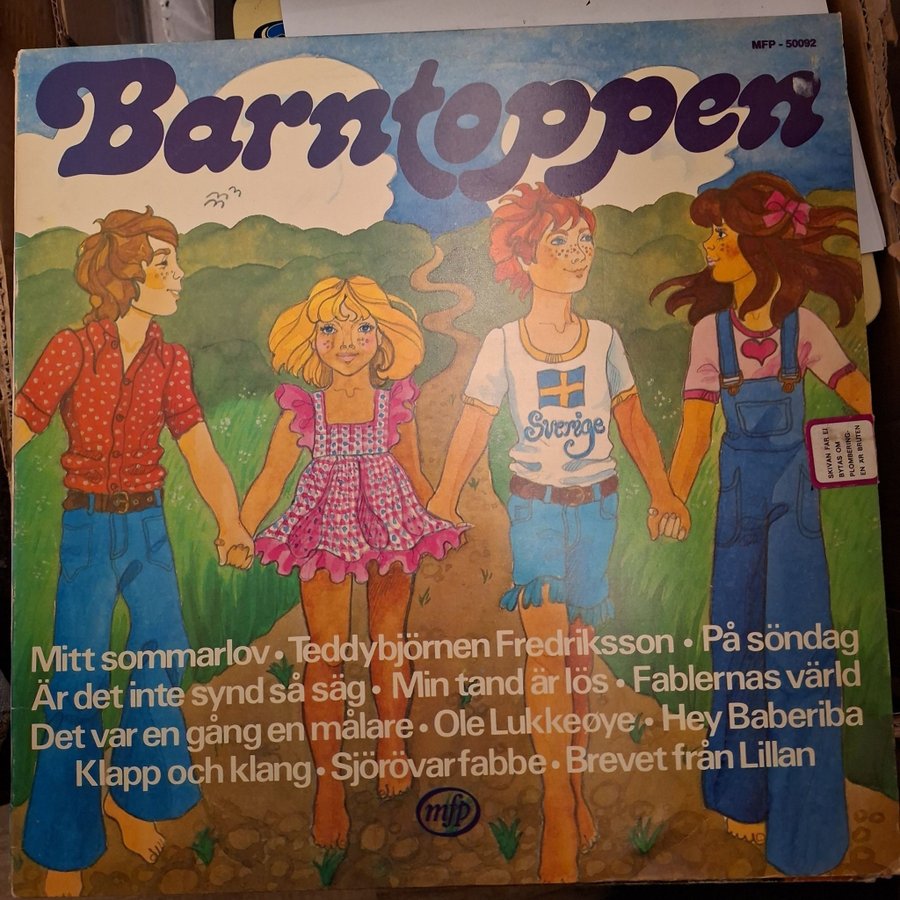 MFP - 50092
Barntoppen
Sverige
SKIVAN FÅR EJ
BYTAS OM
PLOMBERING-
EN ÄR BRUTEN
Mitt sommarlov • Teddybjörnen Fredriksson • På söndag
Är det inte synd så säg • Min tand är lös • Fablernas värld
Det var en gång en målare • Ole Lukkeøye • Hey Baberiba
Klapp och klang • Sjörövarfabbe • Brevet från Lillan
mfp